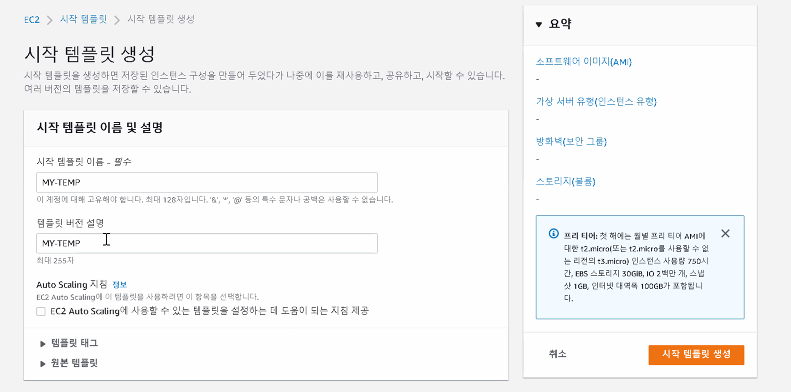 EC2 > 시작 템플릿 > 시작 템플릿 생성
시작 템플릿 생성
시작 템플릿을 생성하면 저장된 인스턴스 구성을 만들어 두었다가 나중에 이를 재사용하고, 공유하고, 시작할 수 있습니다.
여러 버전의 템플릿을 저장할 수 있습니다.
시작 템플릿 이름 및 설명
시작 템플릿 이름 - 필수
MY-TEMP
이 계정에 대해 고유해야 합니다. 최대 128자입니다. '&', '*', '@' 등의 특수 문자나 공백은 사용할 수 없습니다.
템플릿 버전 설명
MY-TEMP
최대 255자
Auto Scaling 지침 정보
EC2 Auto Scaling에 이 템플릿을 사용하려면 이 항목을 선택합니다.
EC2 Auto Scaling에 사용할 수 있는 템플릿을 설정하는 데 도움이 되는 지침 제공
템플릿 태그
원본 템플릿
요약
소프트웨어 이미지(AMI)
-
가상 서버 유형(인스턴스 유형)
-
방화벽(보안 그룹)
-
스토리지(볼륨)
-
프리 티어: 첫 해에는 월별 프리 티어 AMI에
대한 t2.micro(또는 t2.micro를 사용할 수 없
는 리전의 t3.micro) 인스턴스 사용량 750시
간, EBS 스토리지 30GiB, IO 2백만 개, 스냅
샷 1GB, 인터넷 대역폭 100GB가 포함됩니
다.
취소
시작 템플릿 생성